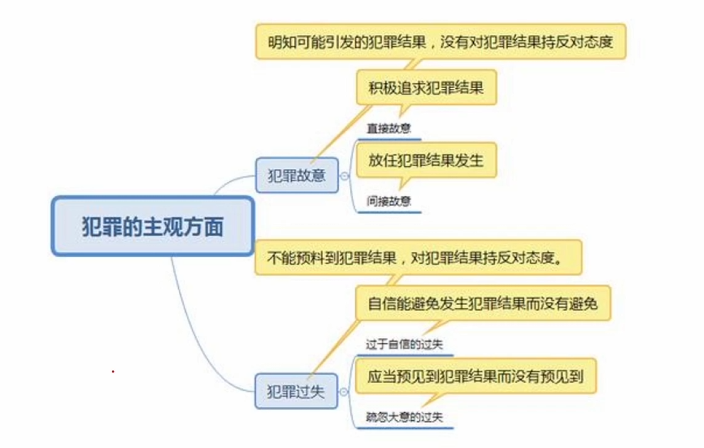 明知可能引发的犯罪结果，没有对犯罪结果持反对态度
积极追求犯罪结果
直接故意
放任犯罪结果发生
犯罪故意
间接故意
犯罪的主观方面
不能预料到犯罪结果，对犯罪结果持反对态度。
自信能避免发生犯罪结果而没有避免
过于自信的过失
应当预见到犯罪结果而没有预见到
犯罪过失
疏忽大意的过失